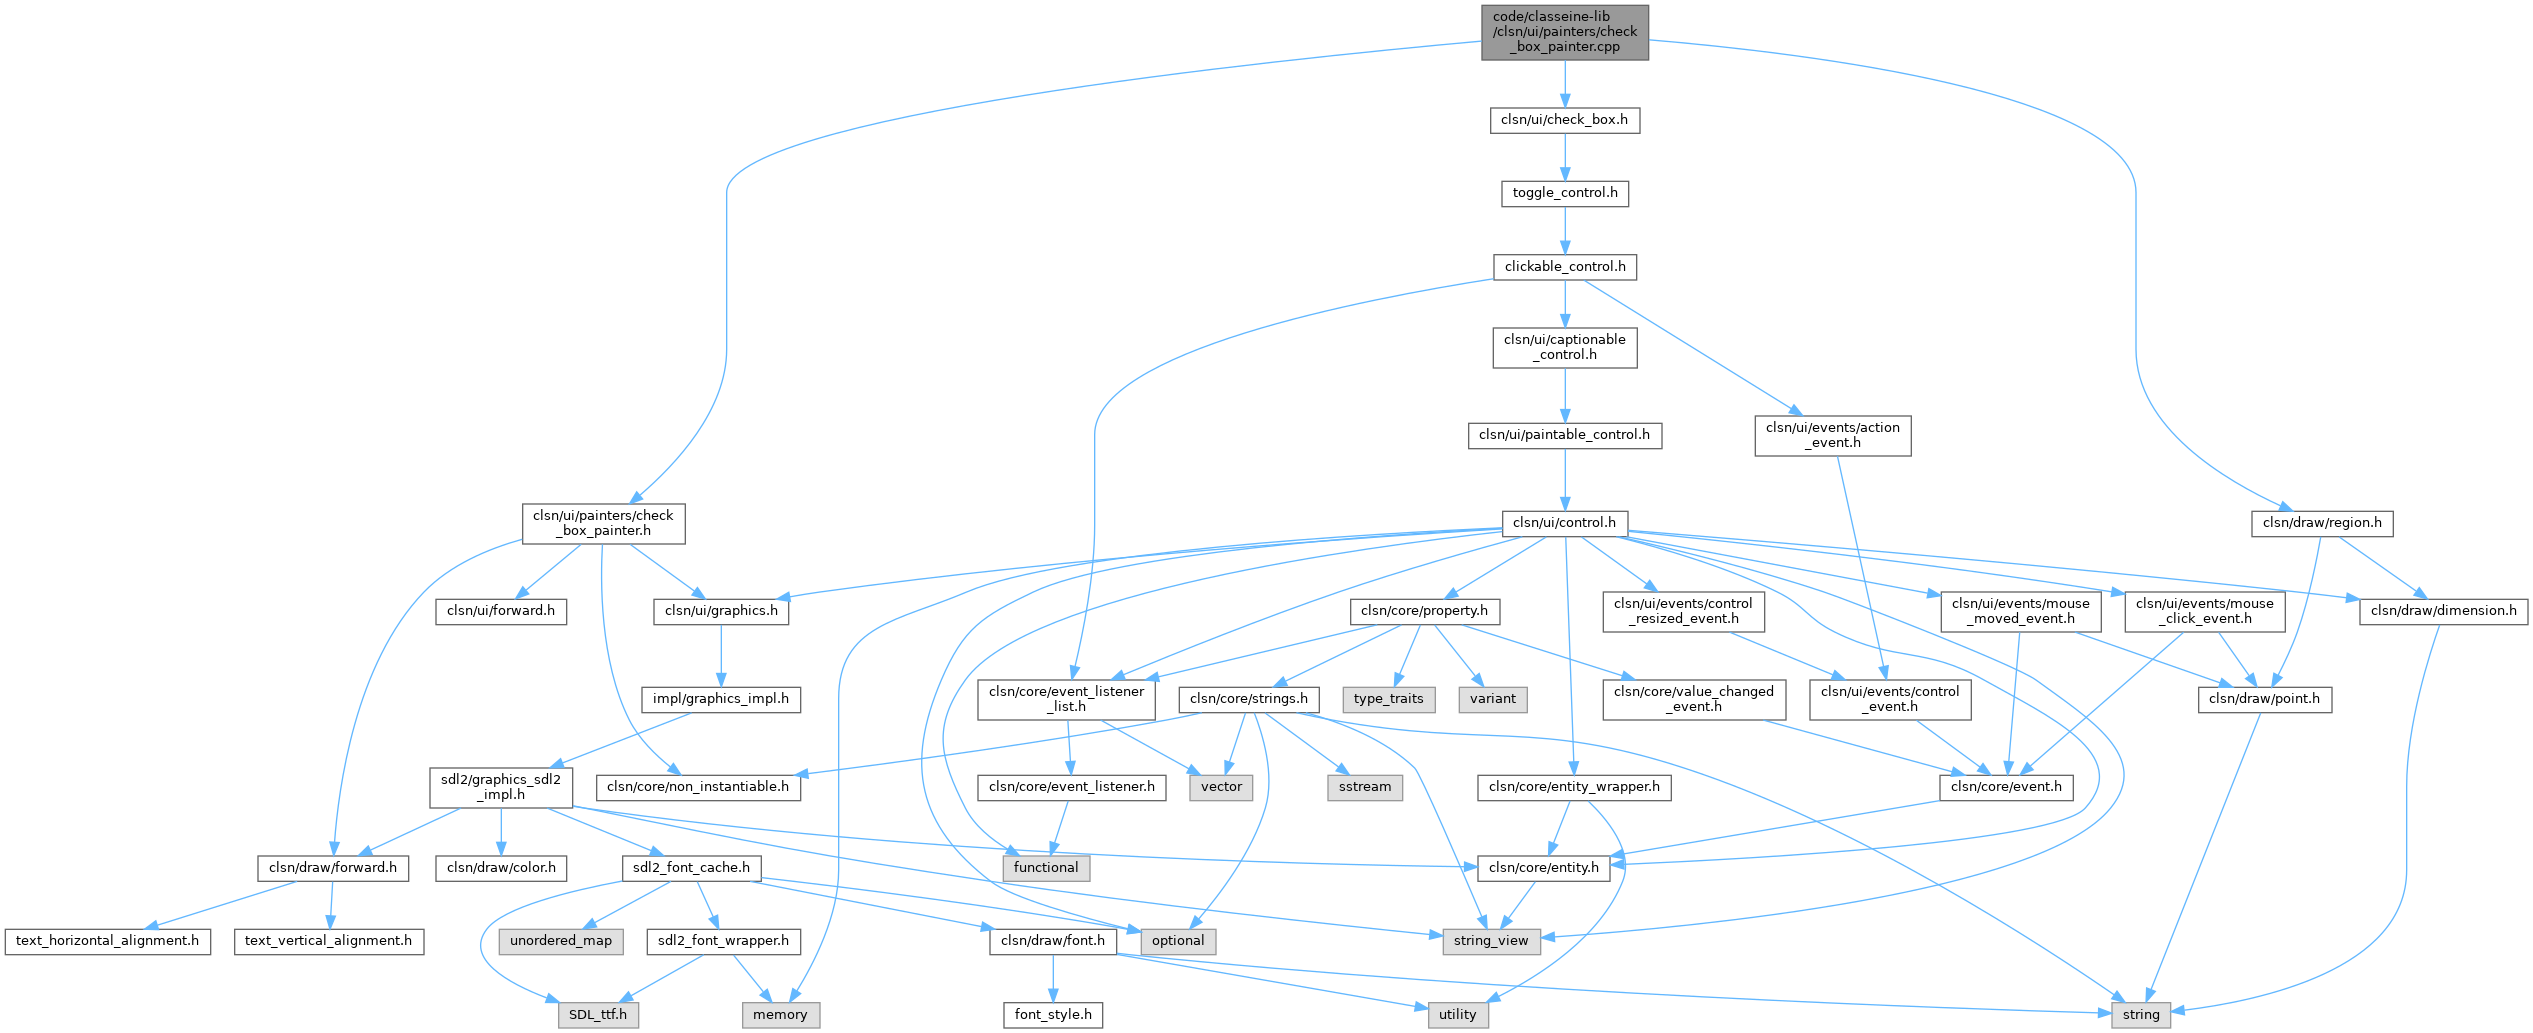 code/classeine-lib
/clsn/ui/painters/check
_box_painter.cpp
clsn/ui/check_box.h
toggle_control.h
clickable_control.h
clsn/ui/captionable
_control.h
clsn/ui/events/action
_event.h
clsn/ui/paintable_control.h
clsn/ui/painters/check
_box_painter.h
clsn/ui/control.h
clsn/draw/region.h
clsn/ui/forward.h
clsn/ui/graphics.h
clsn/core/property.h
clsn/ui/events/control
_resized_event.h
clsn/ui/events/mouse
_moved_event.h
clsn/ui/events/mouse
_click_event.h
clsn/draw/dimension.h
impl/graphics_impl.h
clsn/core/event_listener
_list.h
clsn/core/strings.h
type_traits
variant
clsn/core/value_changed
_event.h
clsn/ui/events/control
_event.h
clsn/draw/point.h
sdl2/graphics_sdl2
_impl.h
clsn/core/non_instantiable.h
clsn/core/event_listener.h
vector
sstream
clsn/core/entity_wrapper.h
clsn/core/event.h
clsn/draw/forward.h
clsn/draw/color.h
sdl2_font_cache.h
functional
clsn/core/entity.h
text_horizontal_alignment.h
text_vertical_alignment.h
unordered_map
sdl2_font_wrapper.h
clsn/draw/font.h
optional
string_view
SDL_ttf.h
memory
font_style.h
utility
string